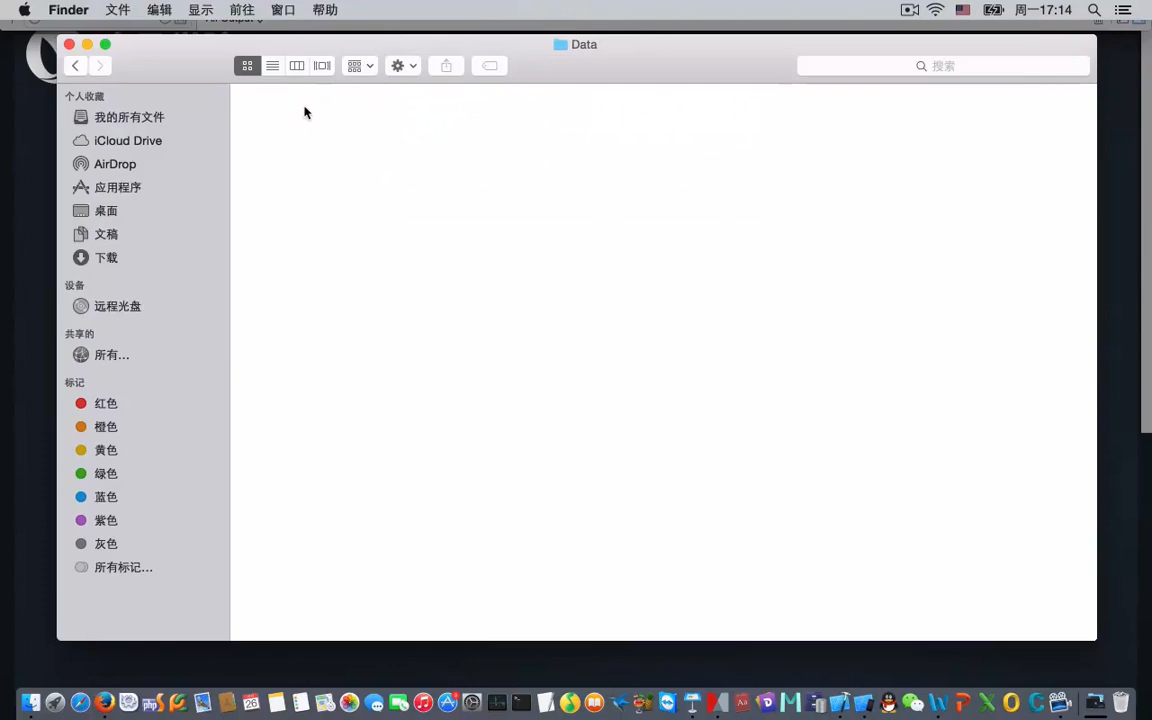 Finder 文件 编辑 显示 前往 窗口 帮助 周一17:14
Data
搜索
个人收藏
我的所有文件
iCloud Drive
AirDrop
应用程序
桌面
文稿
下载
设备
远程光盘
共享的
所有...
标记
红色
橙色
黄色
绿色
蓝色
紫色
灰色
所有标记...
php
26
Aa